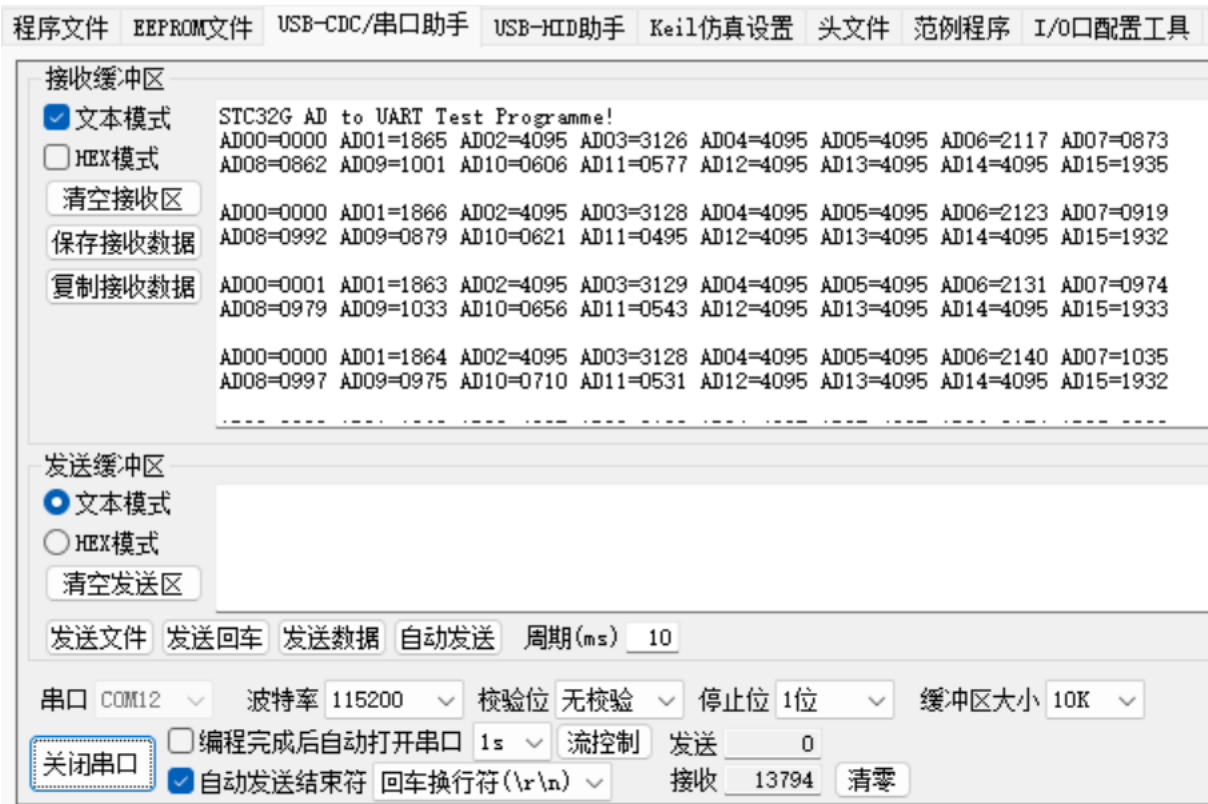 程序文件 EEPROM文件 USB-CDC/串口助手 USB-HID助手 Keil仿真设置 头文件 范例程序 I/O口配置工具
接收缓冲区
文本模式
HEX模式
清空接收区
保存接收数据
复制接收数据
STC32G AD to UART Test Programme!
AD00=0000 AD01=1865 AD02=4095 AD03=3126 AD04=4095 AD05=4095 AD06=2117 AD07=0873
AD08=0862 AD09=1001 AD10=0606 AD11=0577 AD12=4095 AD13=4095 AD14=4095 AD15=1935
AD00=0000 AD01=1866 AD02=4095 AD03=3128 AD04=4095 AD05=4095 AD06=2123 AD07=0919
AD08=0992 AD09=0879 AD10=0621 AD11=0495 AD12=4095 AD13=4095 AD14=4095 AD15=1932
AD00=0001 AD01=1863 AD02=4095 AD03=3129 AD04=4095 AD05=4095 AD06=2131 AD07=0974
AD08=0979 AD09=1033 AD10=0656 AD11=0543 AD12=4095 AD13=4095 AD14=4095 AD15=1933
AD00=0000 AD01=1864 AD02=4095 AD03=3128 AD04=4095 AD05=4095 AD06=2140 AD07=1035
AD08=0997 AD09=0975 AD10=0710 AD11=0531 AD12=4095 AD13=4095 AD14=4095 AD15=1932
发送缓冲区
文本模式
HEX模式
清空发送区
发送文件 发送回车 发送数据 自动发送 周期(ms) 10
串口 COM12 波特率 115200 校验位 无校验 停止位 1位 缓冲区大小 10K
关闭串口
编程完成后自动打开串口 1s 流控制 发送 0
自动发送结束符 回车换行符(\r\n) 接收 13794 清零